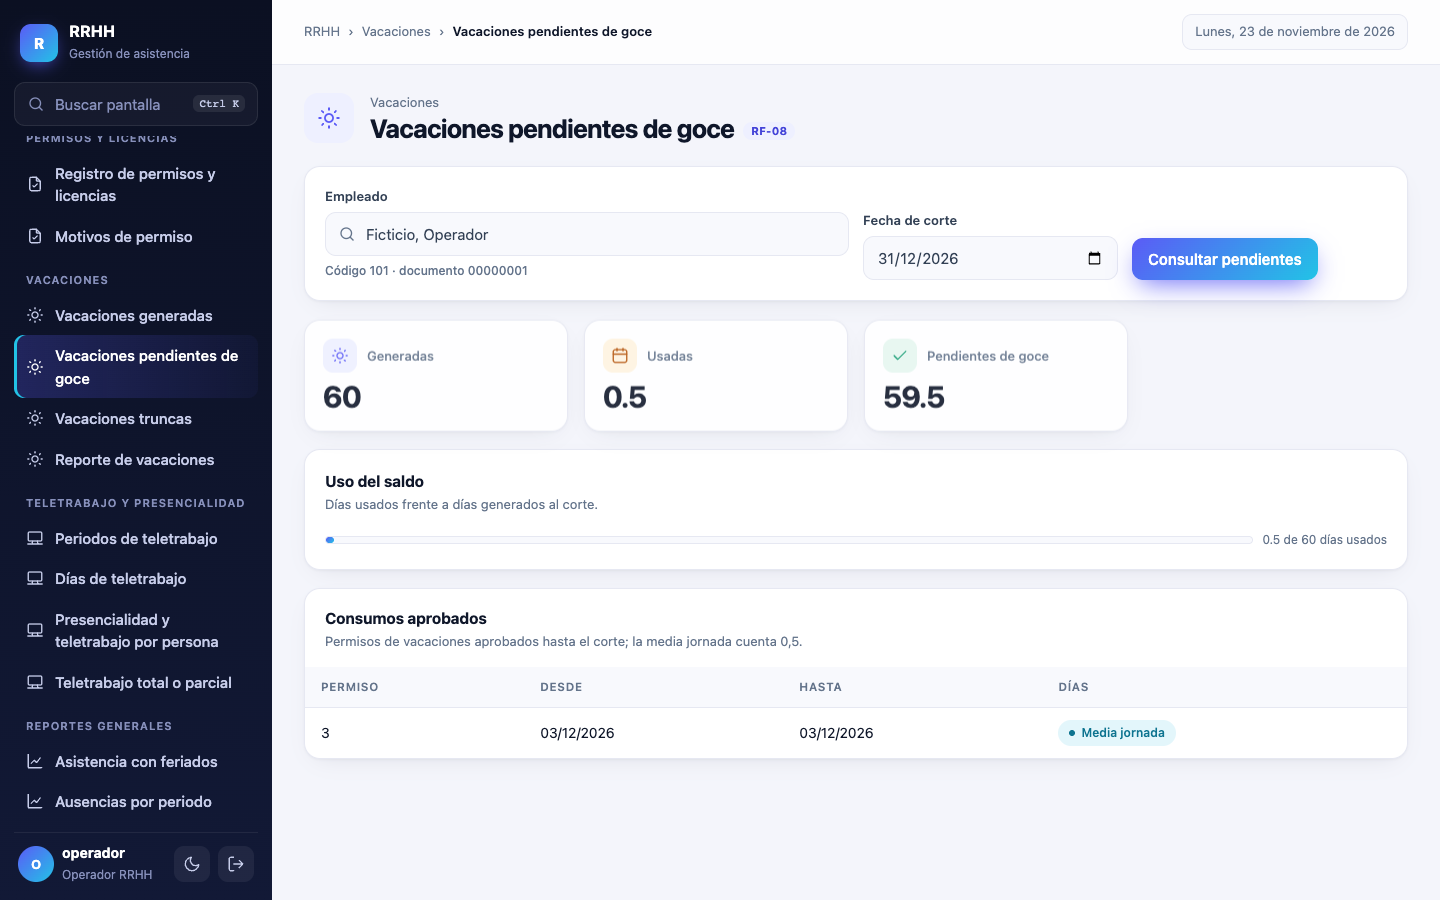 R
RRHH
Gestión de asistencia
Buscar pantalla
Ctrl K
PERMISOS Y LICENCIAS
Registro de permisos y
licencias
Motivos de permiso
VACACIONES
Vacaciones generadas
Vacaciones pendientes de
goce
Vacaciones truncas
Reporte de vacaciones
TELETRABAJO Y PRESENCIALIDAD
Periodos de teletrabajo
Días de teletrabajo
Presencialidad y
teletrabajo por persona
Teletrabajo total o parcial
REPORTES GENERALES
Asistencia con feriados
Ausencias por periodo
O
operador
Operador RRHH
RRHH › Vacaciones › Vacaciones pendientes de goce
Lunes, 23 de noviembre de 2026
Vacaciones
Vacaciones pendientes de goce RF-08
Empleado
Ficticio, Operador
Código 101 · documento 00000001
Fecha de corte
31/12/2026
Consultar pendientes
Generadas
60
Usadas
0.5
Pendientes de goce
59.5
Uso del saldo
Días usados frente a días generados al corte.
0.5 de 60 días usados
Consumos aprobados
Permisos de vacaciones aprobados hasta el corte; la media jornada cuenta 0,5.
PERMISO DESDE HASTA DÍAS
3 03/12/2026 03/12/2026 Media jornada